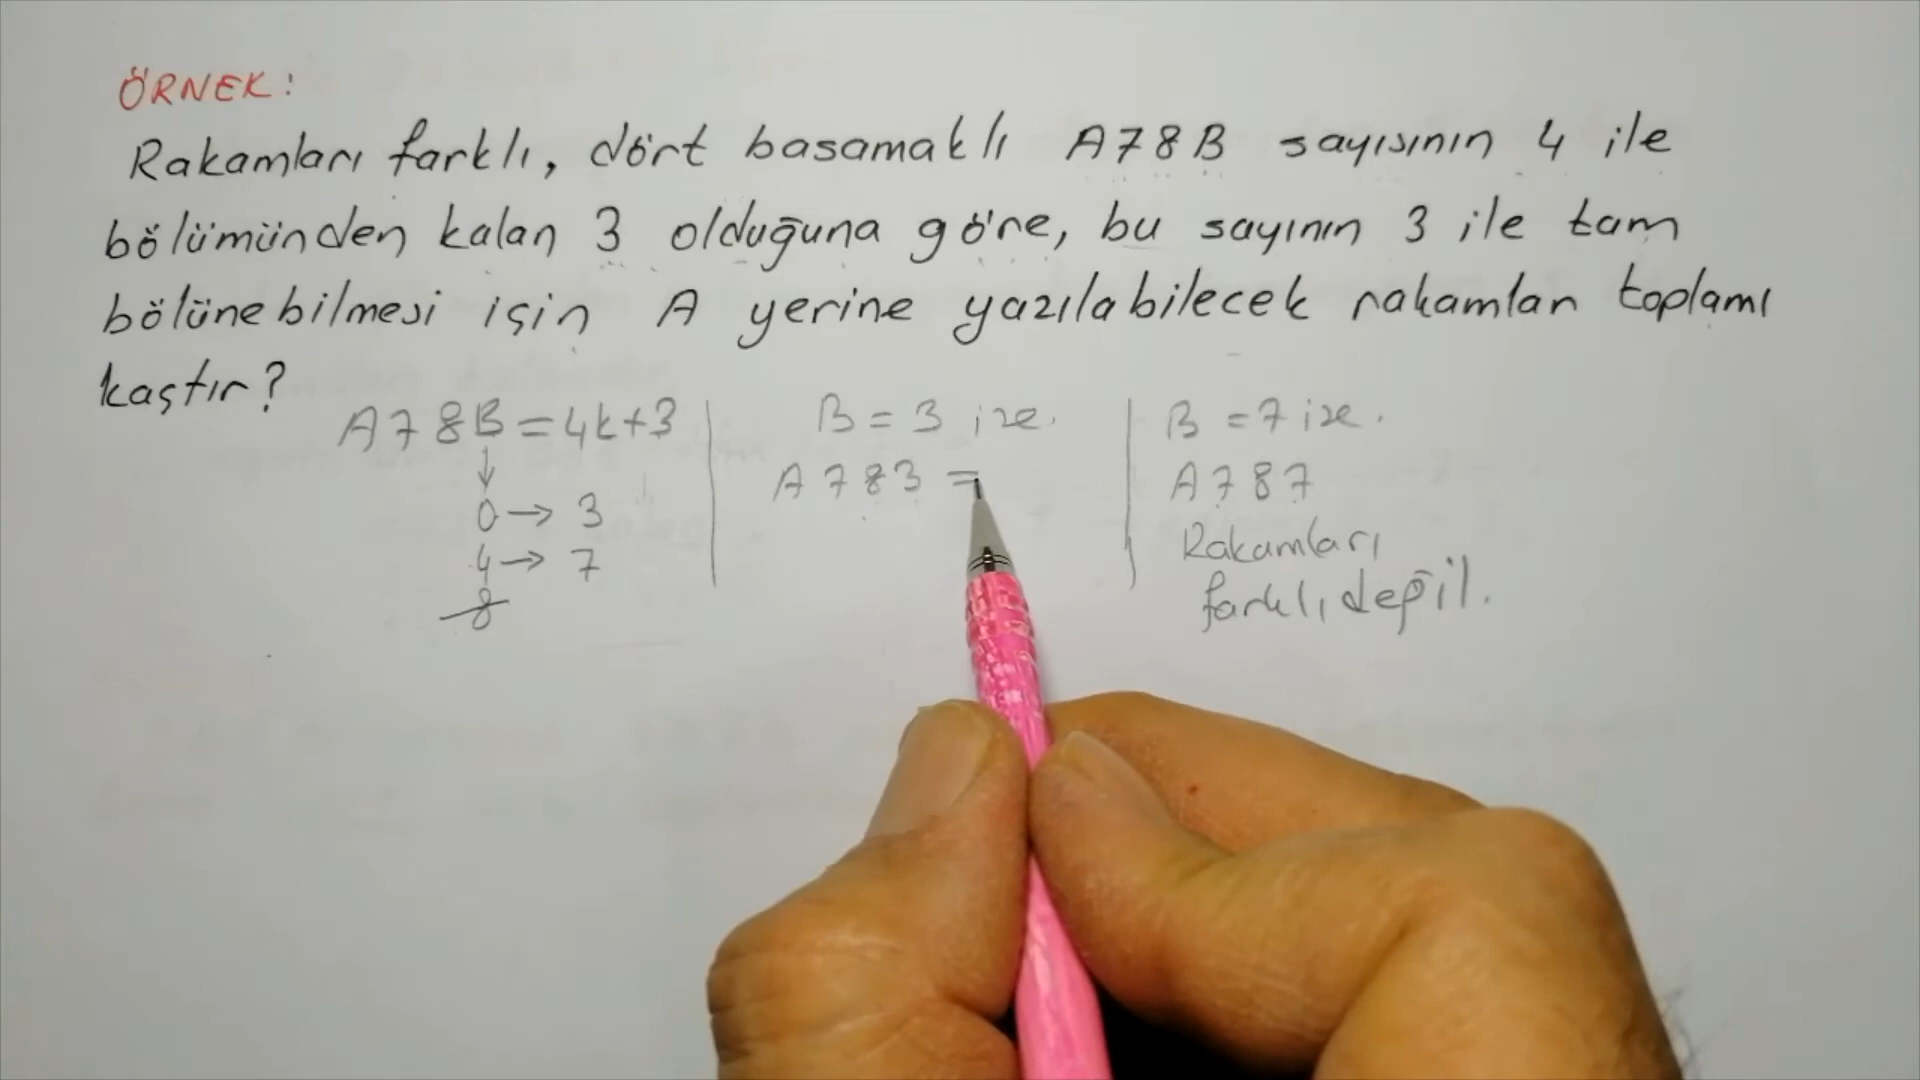 ÖRNEK:
Rakamları farklı, dört basamaklı A78B sayısının 4 ile
bölümünden kalan 3 olduğuna göre, bu sayının 3 ile tam
bölünebilmesi için A yerine yazılabilecek rakamları toplamı
kaçtır?
A78B=4k+3
↓
0→3
4→7
8
B=3 ise.
A783=
B=7 ise.
A787
Rakamları
farklı değil.